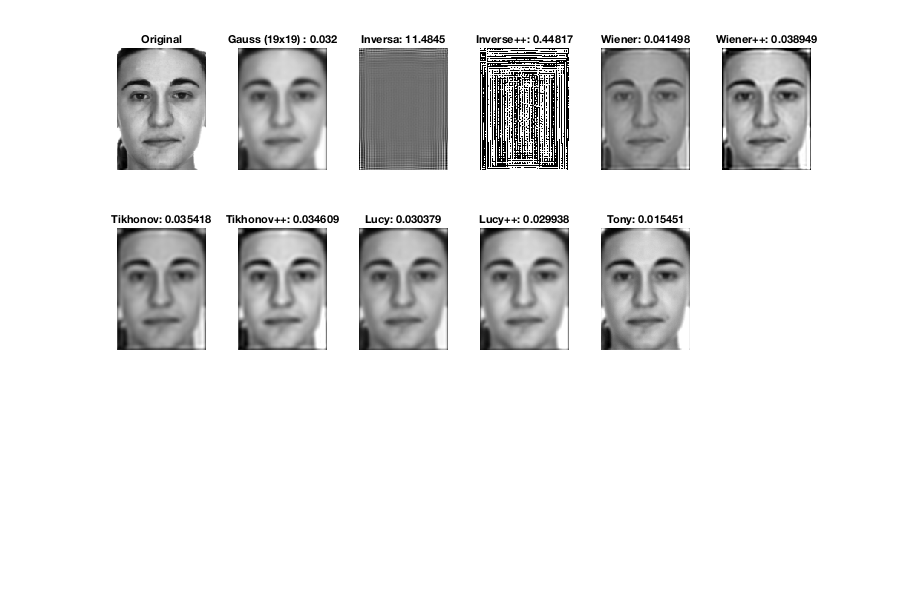 Original
Gauss (19x19) : 0.032
Inversa: 11.4845
Inverse++: 0.44817
Wiener: 0.041498
Wiener++: 0.038949
Tikhonov: 0.035418
Tikhonov++: 0.034609
Lucy: 0.030379
Lucy++: 0.029938
Tony: 0.015451